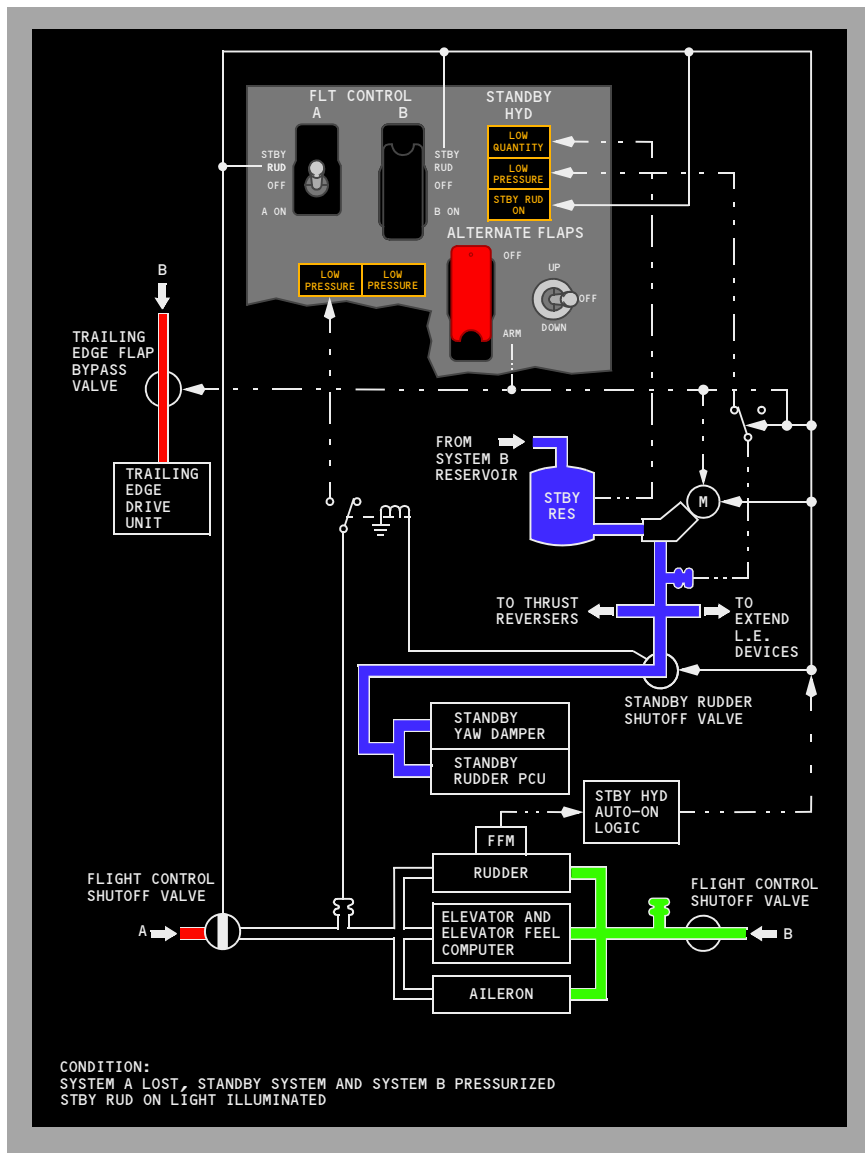 FLT CONTROL
A
B
STANDBY
HYD
STBY
RUD
OFF
A ON
STBY
RUD
OFF
B ON
LOW
QUANTITY
LOW
PRESSURE
STBY RUD
ON
ALTERNATE FLAPS
OFF
UP
OFF
DOWN
ARM
LOW
PRESSURE
LOW
PRESSURE
B
TRAILING
EDGE FLAP
BYPASS
VALVE
TRAILING
EDGE
DRIVE
UNIT
FROM
SYSTEM B
RESERVOIR
STBY
RES
M
TO THRUST
REVERSERS
TO
EXTEND
L.E.
DEVICES
STANDBY RUDDER
SHUTOFF VALVE
STANDBY
YAW DAMPER
STANDBY
RUDDER PCU
STBY HYD
AUTO-ON
LOGIC
FFM
RUDDER
FLIGHT CONTROL
SHUTOFF VALVE
A
ELEVATOR AND
ELEVATOR FEEL
COMPUTER
FLIGHT CONTROL
SHUTOFF VALVE
B
AILERON
CONDITION:
SYSTEM A LOST, STANDBY SYSTEM AND SYSTEM B PRESSURIZED
STBY RUD ON LIGHT ILLUMINATED